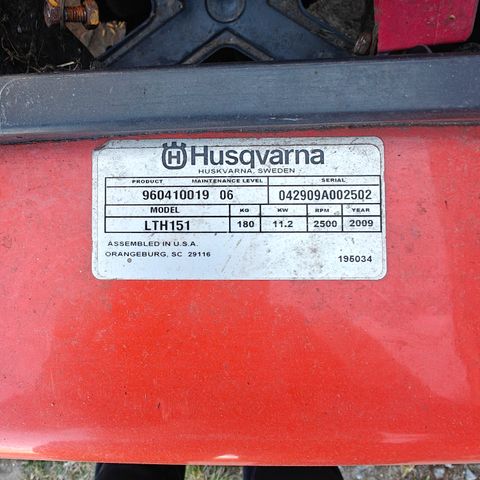 Husqvarna
HUSKVARNA, SWEDEN
PRODUCT MAINTENANCE LEVEL SERIAL
960410019 06 042909A002502
MODEL KG KW RPM YEAR
LTH151 180 11.2 2500 2009
ASSEMBLED IN U.S.A.
ORANGEBURG, SC 29116
195034